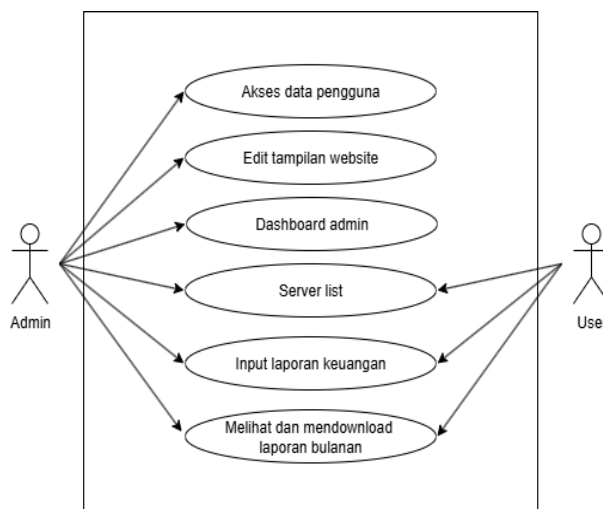 Akses data pengguna
Edit tampilan website
Dashboard admin
Server list
Admin
User
Input laporan keuangan
Melihat dan mendownload
laporan bulanan